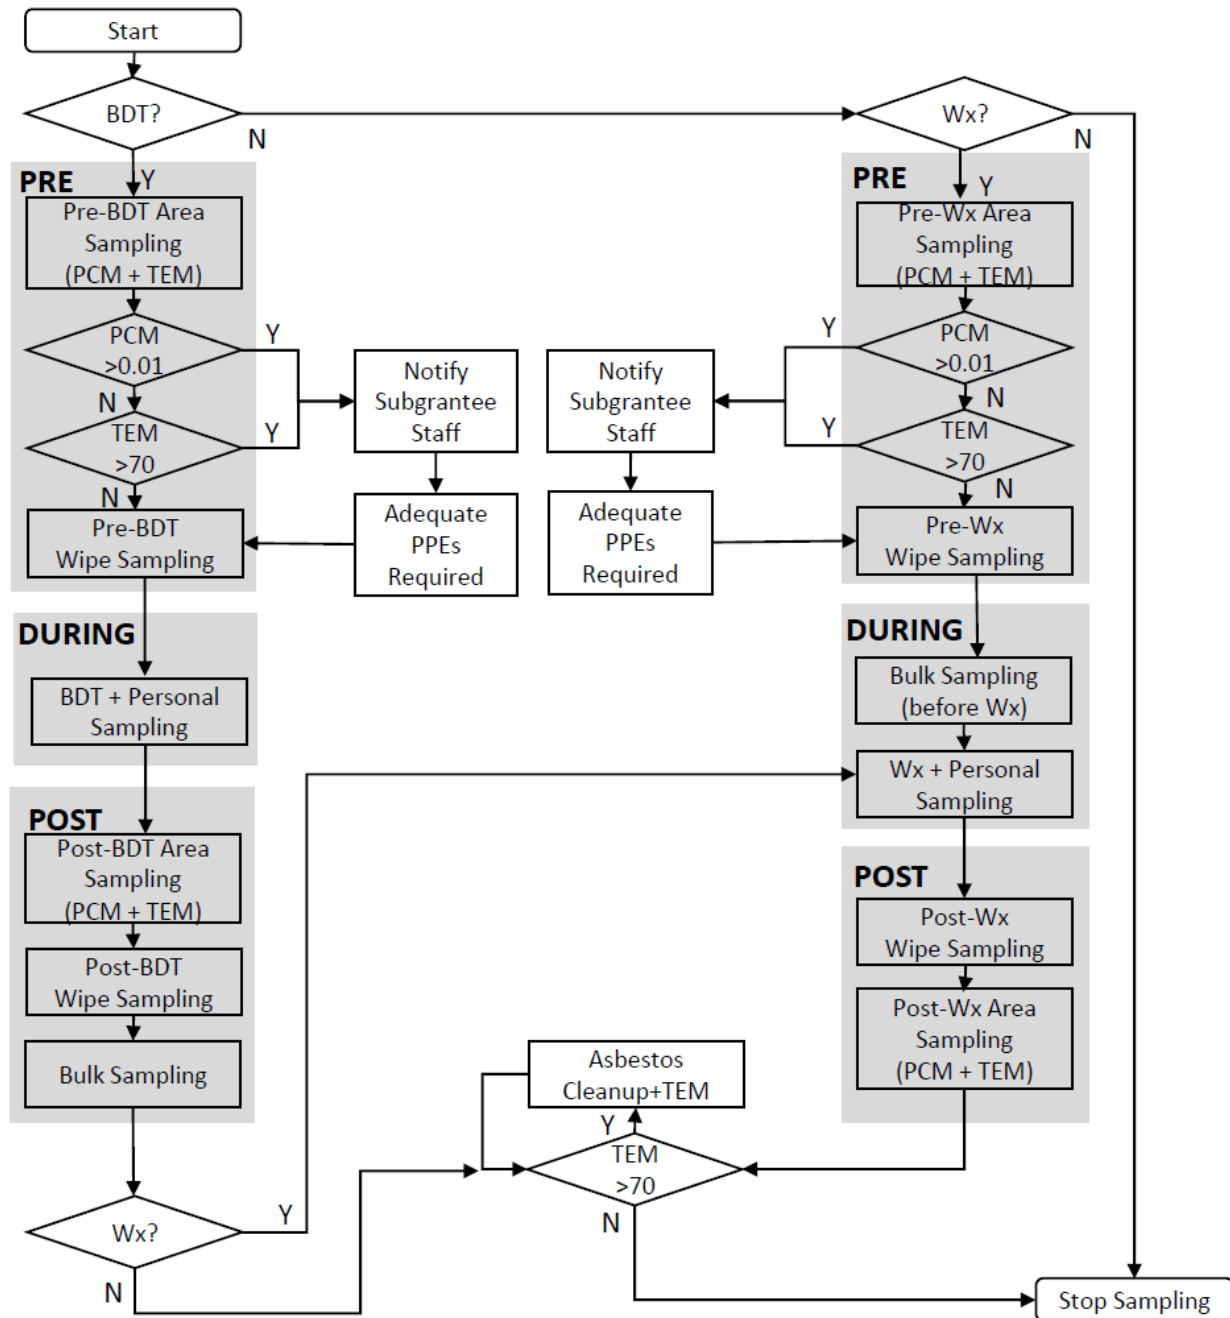 Start
BDT?
N
Y
PRE
Pre-BDT Area
Sampling
(PCM + TEM)
PCM
>0.01
Y
N
TEM
>70
Y
N
Pre-BDT
Wipe Sampling
Notify
Subgrantee
Staff
Adequate
PPEs
Required
DURING
BDT + Personal
Sampling
POST
Post-BDT Area
Sampling
(PCM + TEM)
Post-BDT
Wipe Sampling
Bulk Sampling
Wx?
Y
N
Wx?
N
Y
PRE
Pre-Wx Area
Sampling
(PCM + TEM)
PCM
>0.01
Y
N
TEM
>70
Y
N
Notify
Subgrantee
Staff
Adequate
PPEs
Required
Pre-Wx
Wipe Sampling
DURING
Bulk Sampling
(before Wx)
Wx + Personal
Sampling
POST
Post-Wx
Wipe Sampling
Post-Wx Area
Sampling
(PCM + TEM)
Asbestos
Cleanup+TEM
Y
TEM
>70
N
Stop Sampling